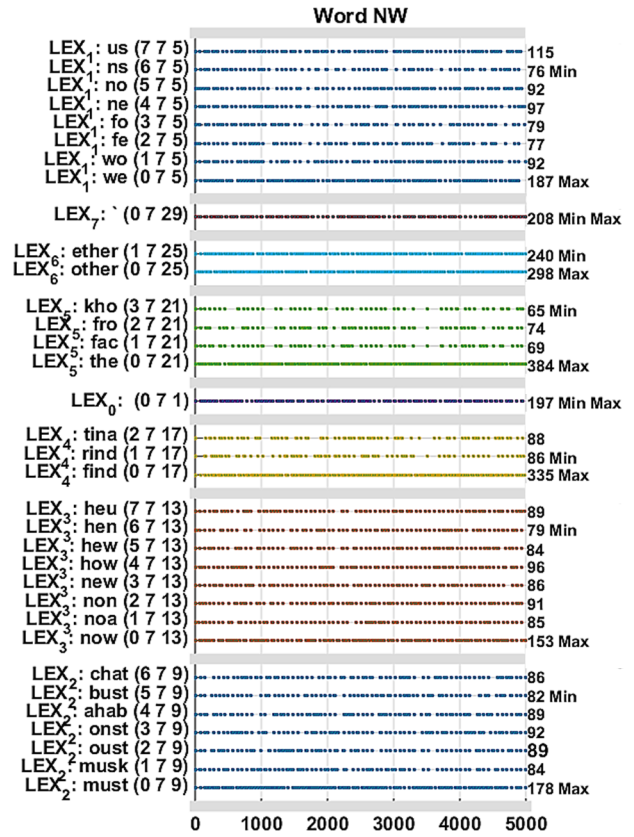 Word NW
LEX₁: us (7 7 5) 115
LEX₁: ns (6 7 5) 76 Min
LEX₁: no (5 7 5) 92
LEX₁: ne (4 7 5) 97
LEX₁: fo (3 7 5) 79
LEX₁: fe (2 7 5) 77
LEX₁: wo (1 7 5) 92
LEX₁: we (0 7 5) 187 Max
LEX₇: ` (0 7 29) 208 Min Max
LEX₆: ether (1 7 25) 240 Min
LEX₆: other (0 7 25) 298 Max
LEX₅: kho (3 7 21) 65 Min
LEX₅: fro (2 7 21) 74
LEX₅: fac (1 7 21) 69
LEX₅: the (0 7 21) 384 Max
LEX₀: (0 7 1) 197 Min Max
LEX₄: tina (2 7 17) 88
LEX₄: rind (1 7 17) 86 Min
LEX₄: find (0 7 17) 335 Max
LEX₃: heu (7 7 13) 89
LEX₃: hen (6 7 13) 79 Min
LEX₃: hew (5 7 13) 84
LEX₃: how (4 7 13) 96
LEX₃: new (3 7 13) 86
LEX₃: non (2 7 13) 91
LEX₃: noa (1 7 13) 85
LEX₃: now (0 7 13) 153 Max
LEX₂: chat (6 7 9) 86
LEX₂: bust (5 7 9) 82 Min
LEX₂: ahab (4 7 9) 89
LEX₂: onst (3 7 9) 92
LEX₂: oust (2 7 9) 89
LEX₂: musk (1 7 9) 84
LEX₂: must (0 7 9) 178 Max
0 1000 2000 3000 4000 5000